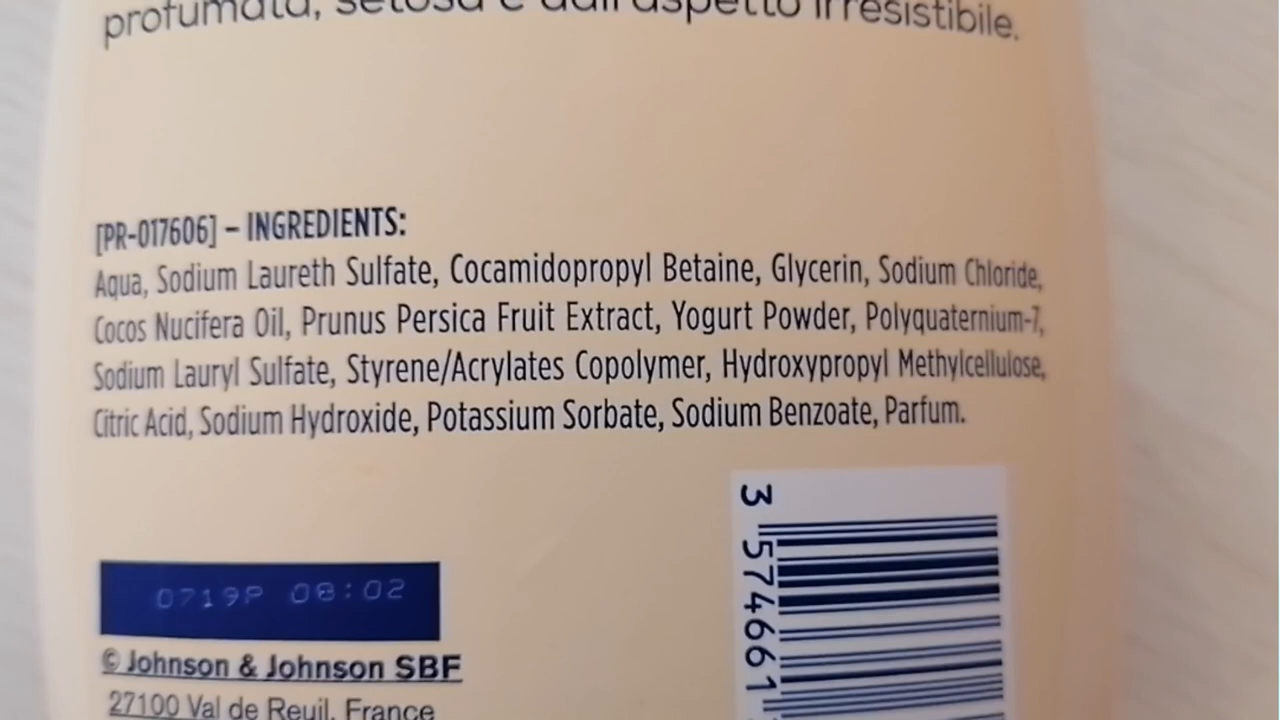 profumata, setosa e dall'aspetto irresistibile.
[PR-017606] – INGREDIENTS:
Aqua, Sodium Laureth Sulfate, Cocamidopropyl Betaine, Glycerin, Sodium Chloride,
Cocos Nucifera Oil, Prunus Persica Fruit Extract, Yogurt Powder, Polyquaternium-7,
Sodium Lauryl Sulfate, Styrene/Acrylates Copolymer, Hydroxypropyl Methylcellulose,
Citric Acid, Sodium Hydroxide, Potassium Sorbate, Sodium Benzoate, Parfum.
0719P 08:02
© Johnson & Johnson SBF
27100 Val de Reuil, France
3 574661